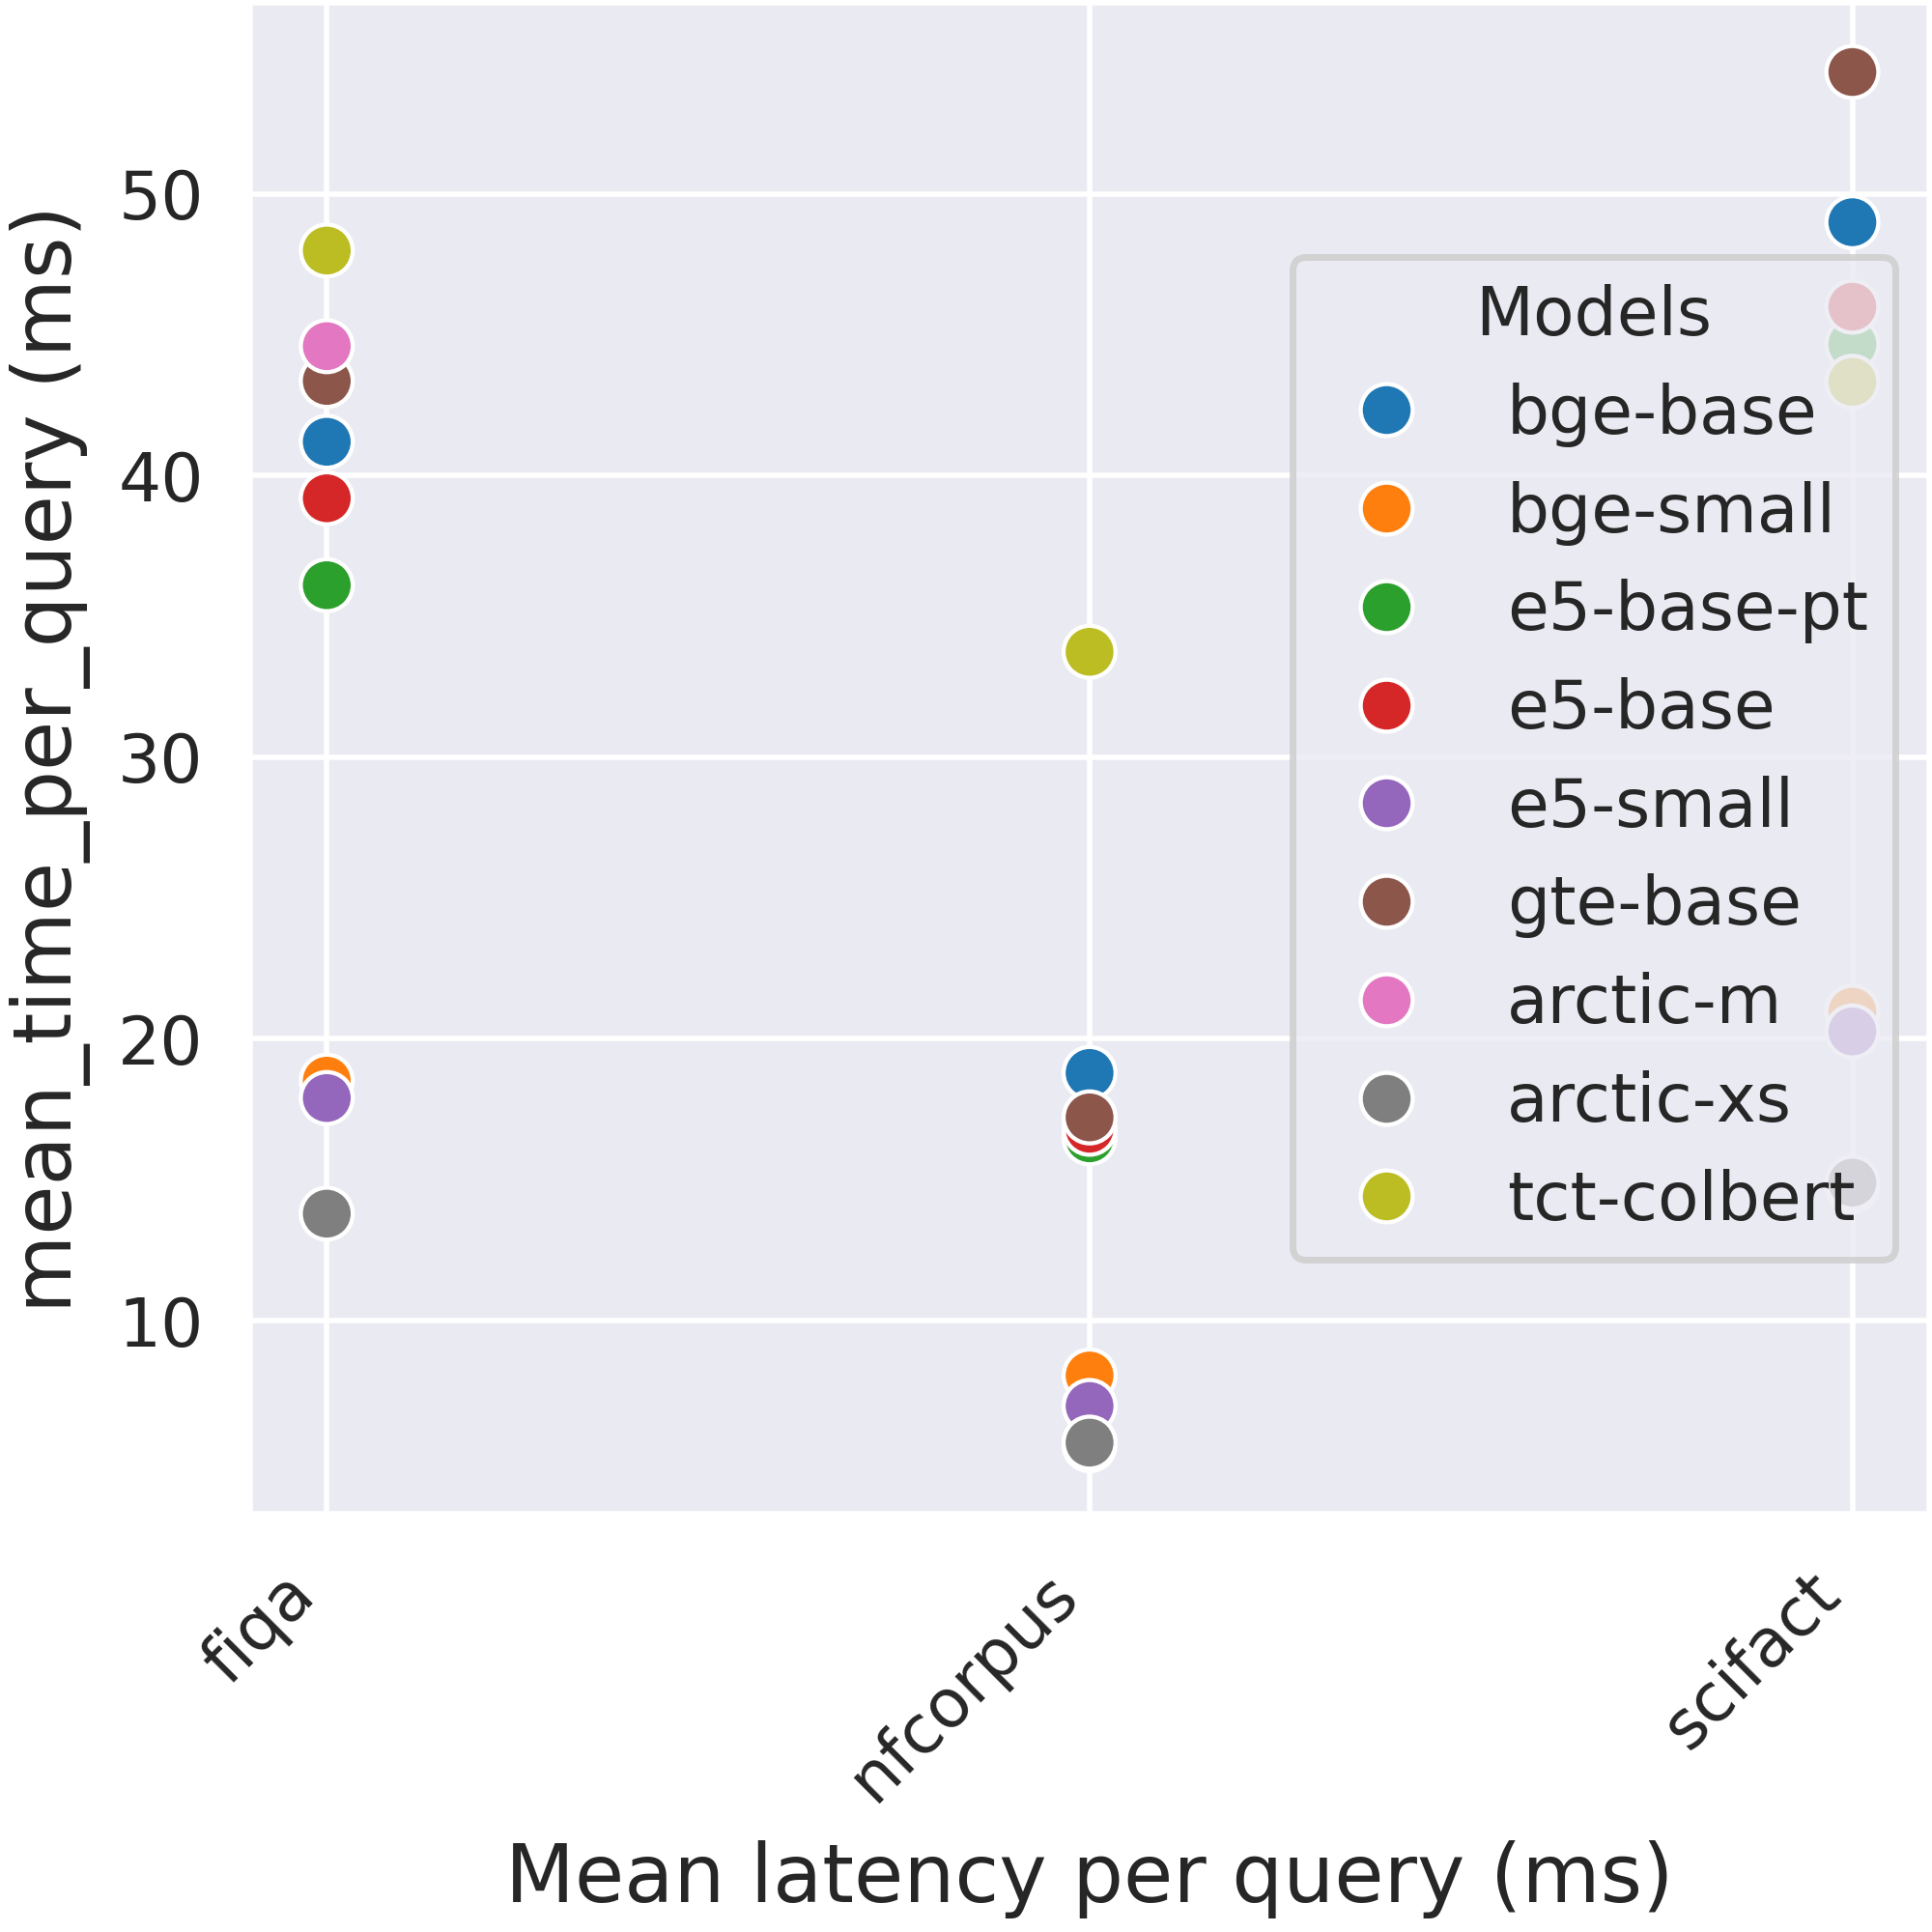 mean_time_per_query (ms)
50
40
30
20
10
Models
bge-base
bge-small
e5-base-pt
e5-base
e5-small
gte-base
arctic-m
arctic-xs
tct-colbert
fiqa
nfcorpus
scifact
Mean latency per query (ms)